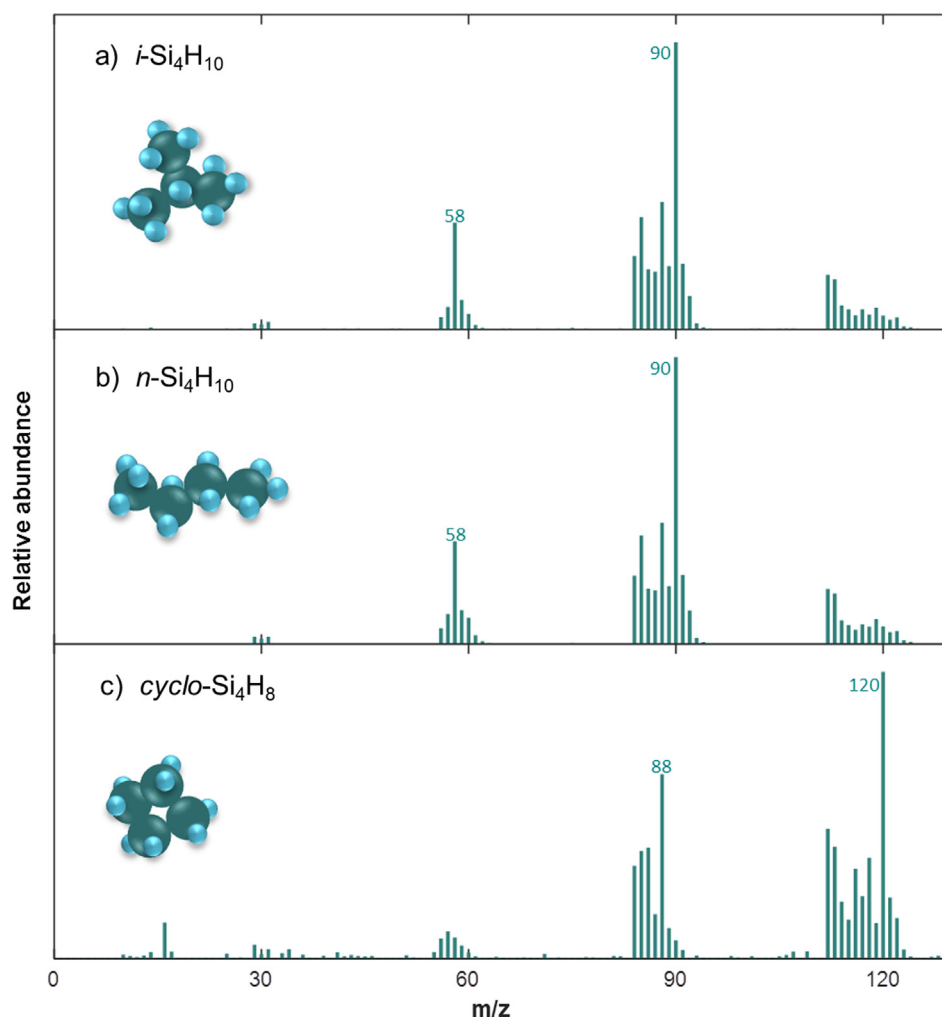 a) i-Si₄H₁₀
90
58
b) n-Si₄H₁₀
90
58
c) cyclo-Si₄H₈
120
88
Relative abundance
0 30 60 90 120
m/z